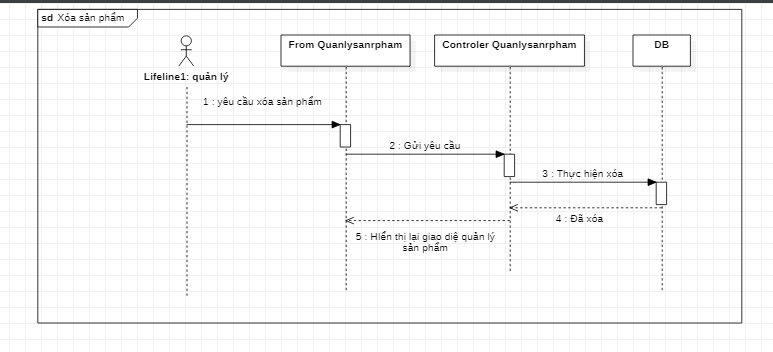 sd Xóa sản phẩm
Lifeline1: quản lý
From Quanlysanrpham
Controler Quanlysanrpham
DB
1 : yêu cầu xóa sản phẩm
2 : Gửi yêu cầu
3 : Thực hiện xóa
4 : Đã xóa
5 : Hiển thị lại giao diệ quản lý
sản phẩm